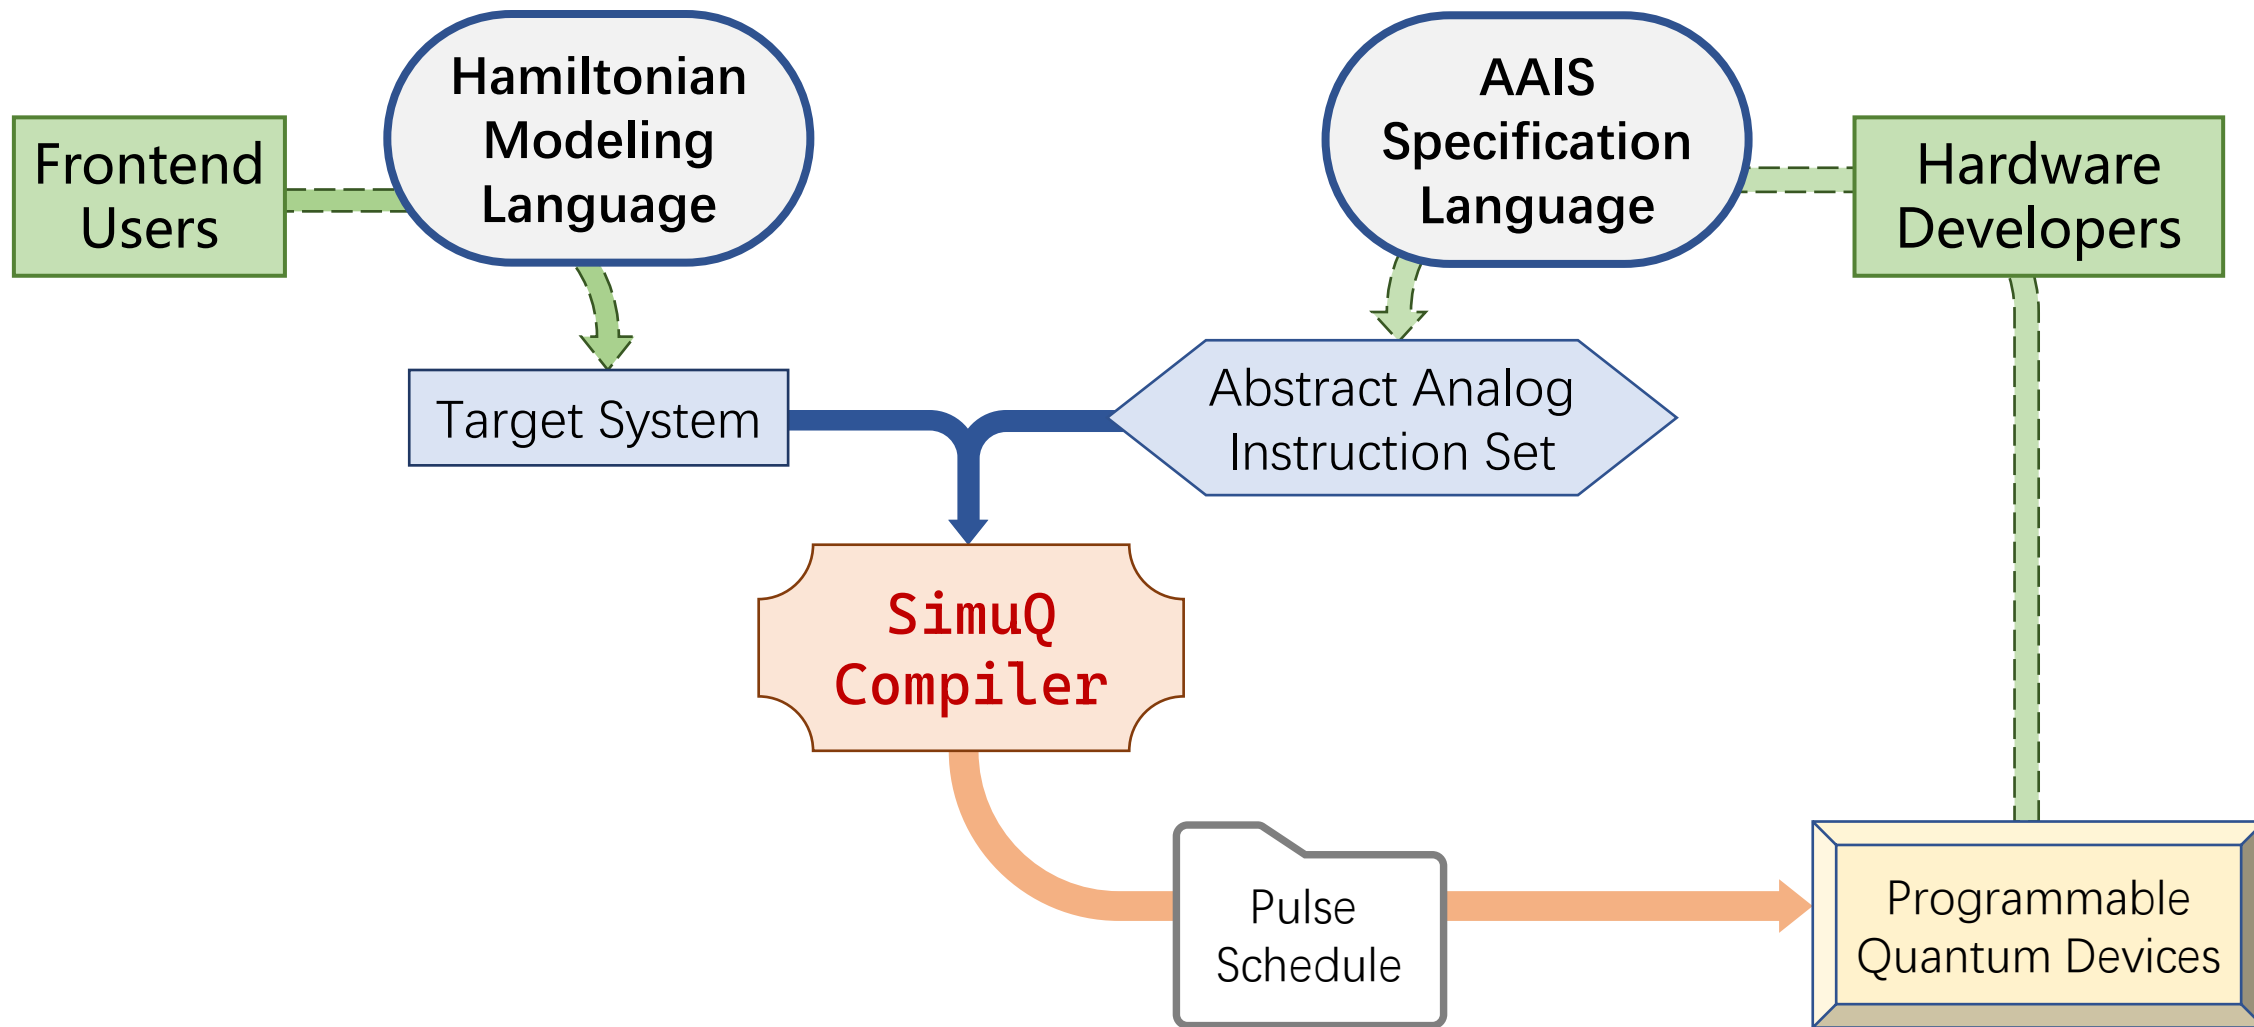 Frontend
Users
Hamiltonian
Modeling
Language
AAIS
Specification
Language
Hardware
Developers
Target System
Abstract Analog
Instruction Set
SimuQ
Compiler
Pulse
Schedule
Programmable
Quantum Devices